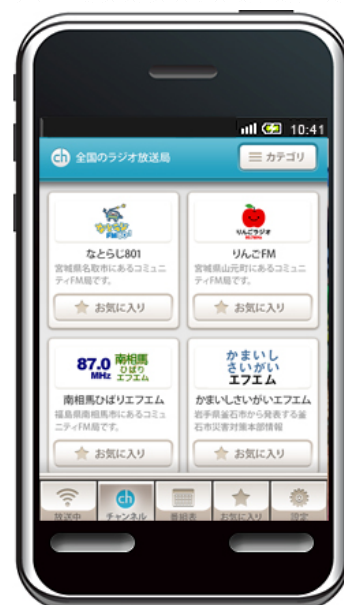 10:41
ch 全国のラジオ放送局
カテゴリ
なとらじ
なとらじ801
宮城県名取市にあるコミュニ
ティFM局です。
お気に入り
りんごラジオ
りんごFM
宮城県山元町にあるコミュニ
ティFM局です。
お気に入り
87.0
MHz
南相馬
ひばり
エフエム
南相馬ひばりエフエム
福島県南相馬市にあるコミュ
ニティFM局です。
お気に入り
かまいし
さいがい
エフエム
かまいしさいがいエフエム
岩手県釜石市から発表する釜
石市災害対策本部情報
お気に入り
放送中
ch
チャンネル
番組表
お気に入り
設定